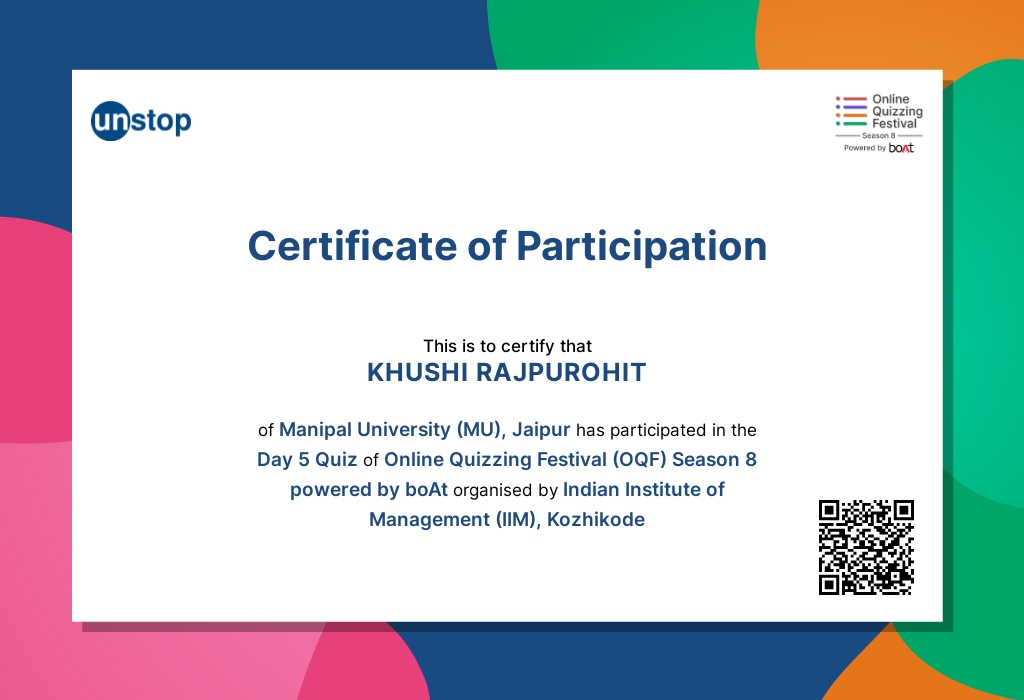 unstop
Online
Quizzing
Festival
Season 8
Powered by boAt
Certificate of Participation
This is to certify that
KHUSHI RAJPUROHIT
of Manipal University (MU), Jaipur has participated in the
Day 5 Quiz of Online Quizzing Festival (OQF) Season 8
powered by boAt organised by Indian Institute of
Management (IIM), Kozhikode